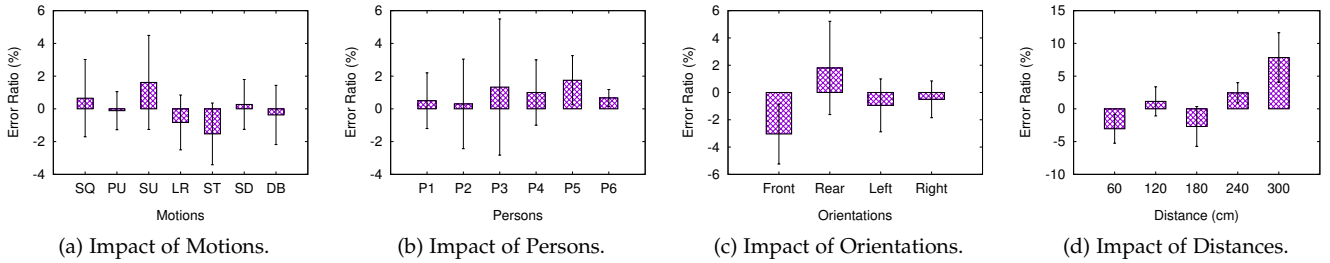 6
4
2
0
-2
-4
Error Ratio (%)
SQ PU SU LR ST SD DB
Motions
(a) Impact of Motions.
6
4
2
0
-2
-4
Error Ratio (%)
P1 P2 P3 P4 P5 P6
Persons
(b) Impact of Persons.
6
4
2
0
-2
-4
-6
Error Ratio (%)
Front Rear Left Right
Orientations
(c) Impact of Orientations.
15
10
5
0
-5
-10
Error Ratio (%)
60 120 180 240 300
Distance (cm)
(d) Impact of Distances.